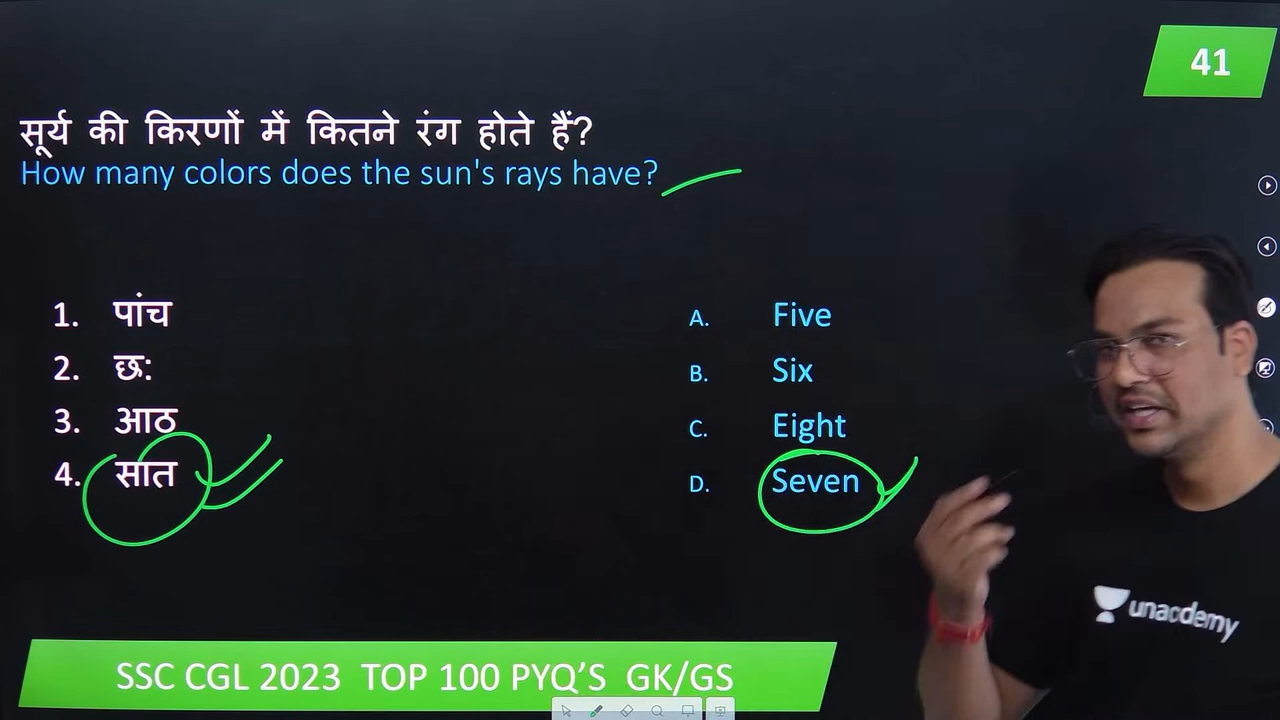 41
सूर्य की किरणों में कितने रंग होते हैं?
How many colors does the sun's rays have?
1. पांच
2. छ:
3. आठ
4. सात
A. Five
B. Six
C. Eight
D. Seven
unacdemy
SSC CGL 2023 TOP 100 PYQ’S GK/GS